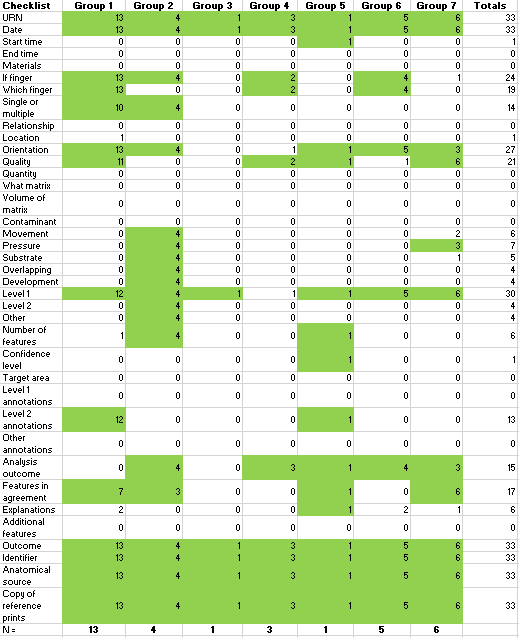 Checklist Group 1 Group 2 Group 3 Group 4 Group 5 Group 6 Group 7 Totals
URN 13 4 1 3 1 5 6 33
Date 13 4 1 3 1 5 6 33
Start time 0 0 0 0 1 0 0 1
End time 0 0 0 0 0 0 0 0
Materials 0 0 0 0 0 0 0 0
If finger 13 4 0 2 0 4 1 24
Which finger 13 0 0 2 0 4 0 19
Single or
multiple 10 4 0 0 0 0 0 14
Relationship 0 0 0 0 0 0 0 0
Location 1 0 0 0 0 0 0 1
Orientation 13 4 0 1 1 5 3 27
Quality 11 0 0 2 1 1 6 21
Quantity 0 0 0 0 0 0 0 0
What matrix 0 0 0 0 0 0 0 0
Volume of
matrix 0 0 0 0 0 0 0 0
Contaminant 0 0 0 0 0 0 0 0
Movement 0 4 0 0 0 0 2 6
Pressure 0 4 0 0 0 0 3 7
Substrate 0 4 0 0 0 0 1 5
Overlapping 0 4 0 0 0 0 0 4
Development 0 4 0 0 0 0 0 4
Level 1 12 4 1 1 1 5 6 30
Level 2 0 4 0 0 0 0 0 4
Other 0 4 0 0 0 0 0 4
Number of
features 1 4 0 0 1 0 0 6
Confidence
level 0 0 0 0 1 0 0 1
Target area 0 0 0 0 0 0 0 0
Level 1
annotations 0 0 0 0 0 0 0 0
Level 2
annotations 12 0 0 0 1 0 0 13
Other
annotations 0 0 0 0 0 0 0 0
Analysis
outcome 0 4 0 3 1 4 3 15
Features in
agreement 7 3 0 0 1 0 6 17
Explanations 2 0 0 0 1 2 1 6
Additional
features 0 0 0 0 0 0 0 0
Outcome 13 4 1 3 1 5 6 33
Identifier 13 4 1 3 1 5 6 33
Anatomical
source 13 4 1 3 1 5 6 33
Copy of
reference
prints 13 4 1 3 1 5 6 33
N = 13 4 1 3 1 5 6